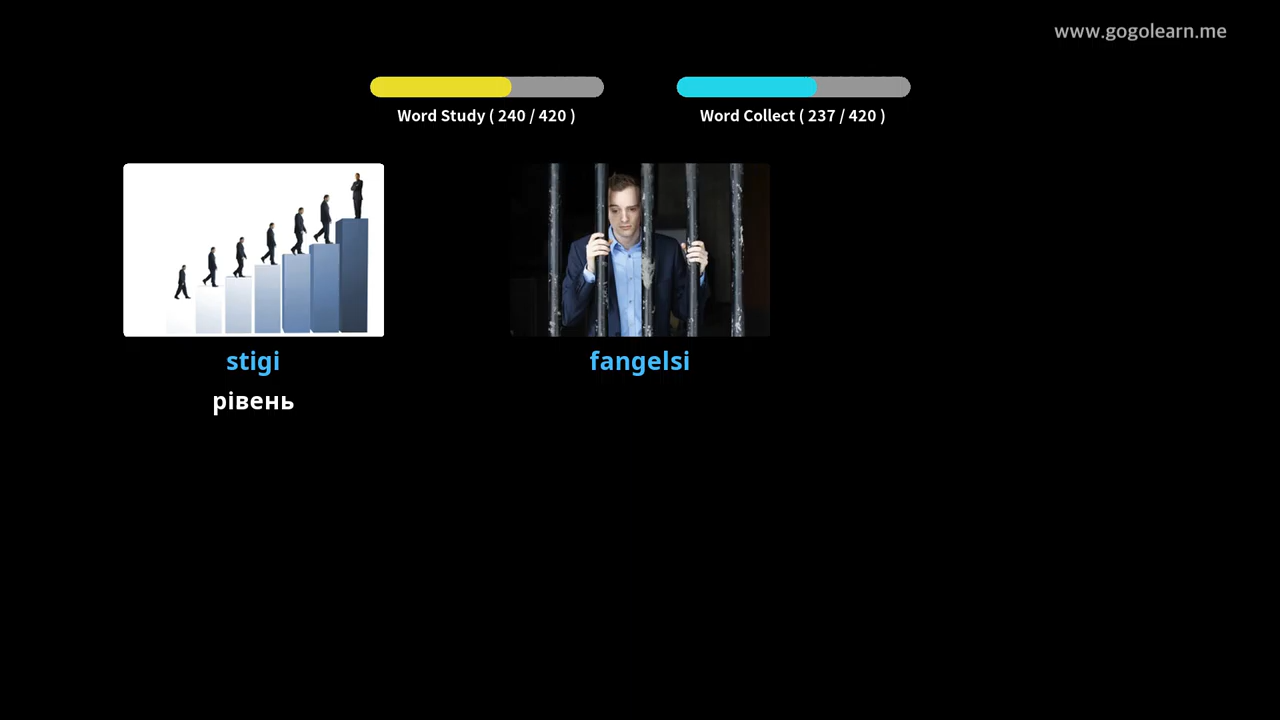 www.gogolearn.me
Word Study ( 240 / 420 )
Word Collect ( 237 / 420 )
stigi
fangelsi
рівень